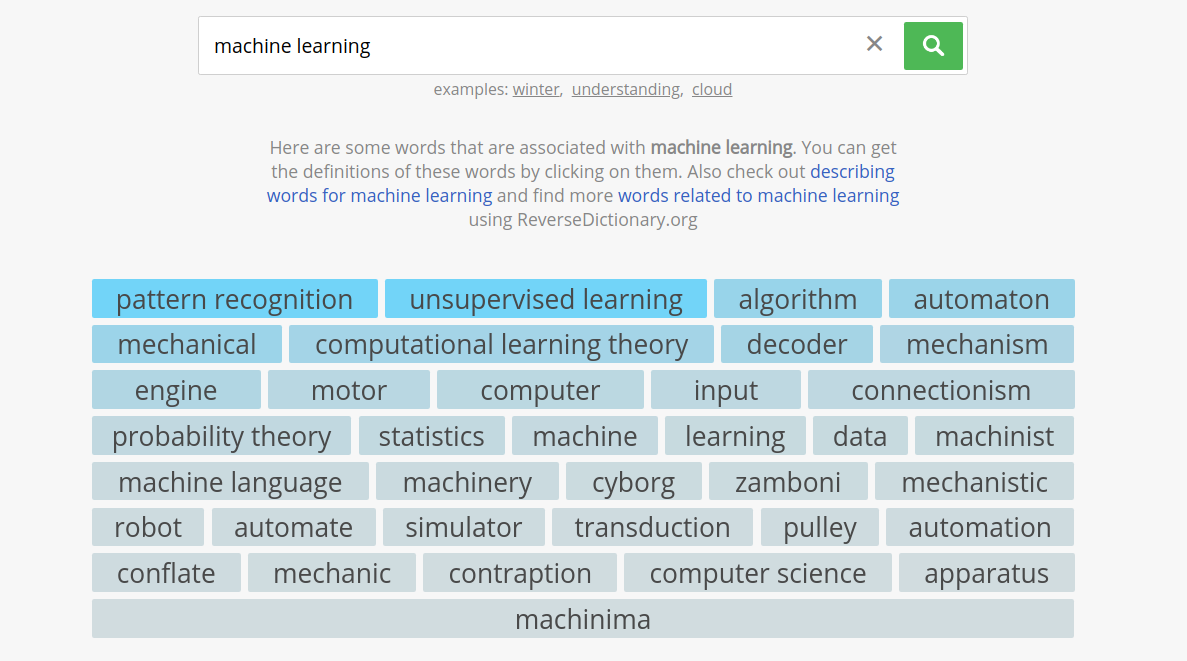 machine learning
examples: winter, understanding, cloud
Here are some words that are associated with machine learning. You can get
the definitions of these words by clicking on them. Also check out describing
words for machine learning and find more words related to machine learning
using ReverseDictionary.org
pattern recognition unsupervised learning algorithm automaton
mechanical computational learning theory decoder mechanism
engine motor computer input connectionism
probability theory statistics machine learning data machinist
machine language machinery cyborg zamboni mechanistic
robot automate simulator transduction pulley automation
conflate mechanic contraption computer science apparatus
machinima